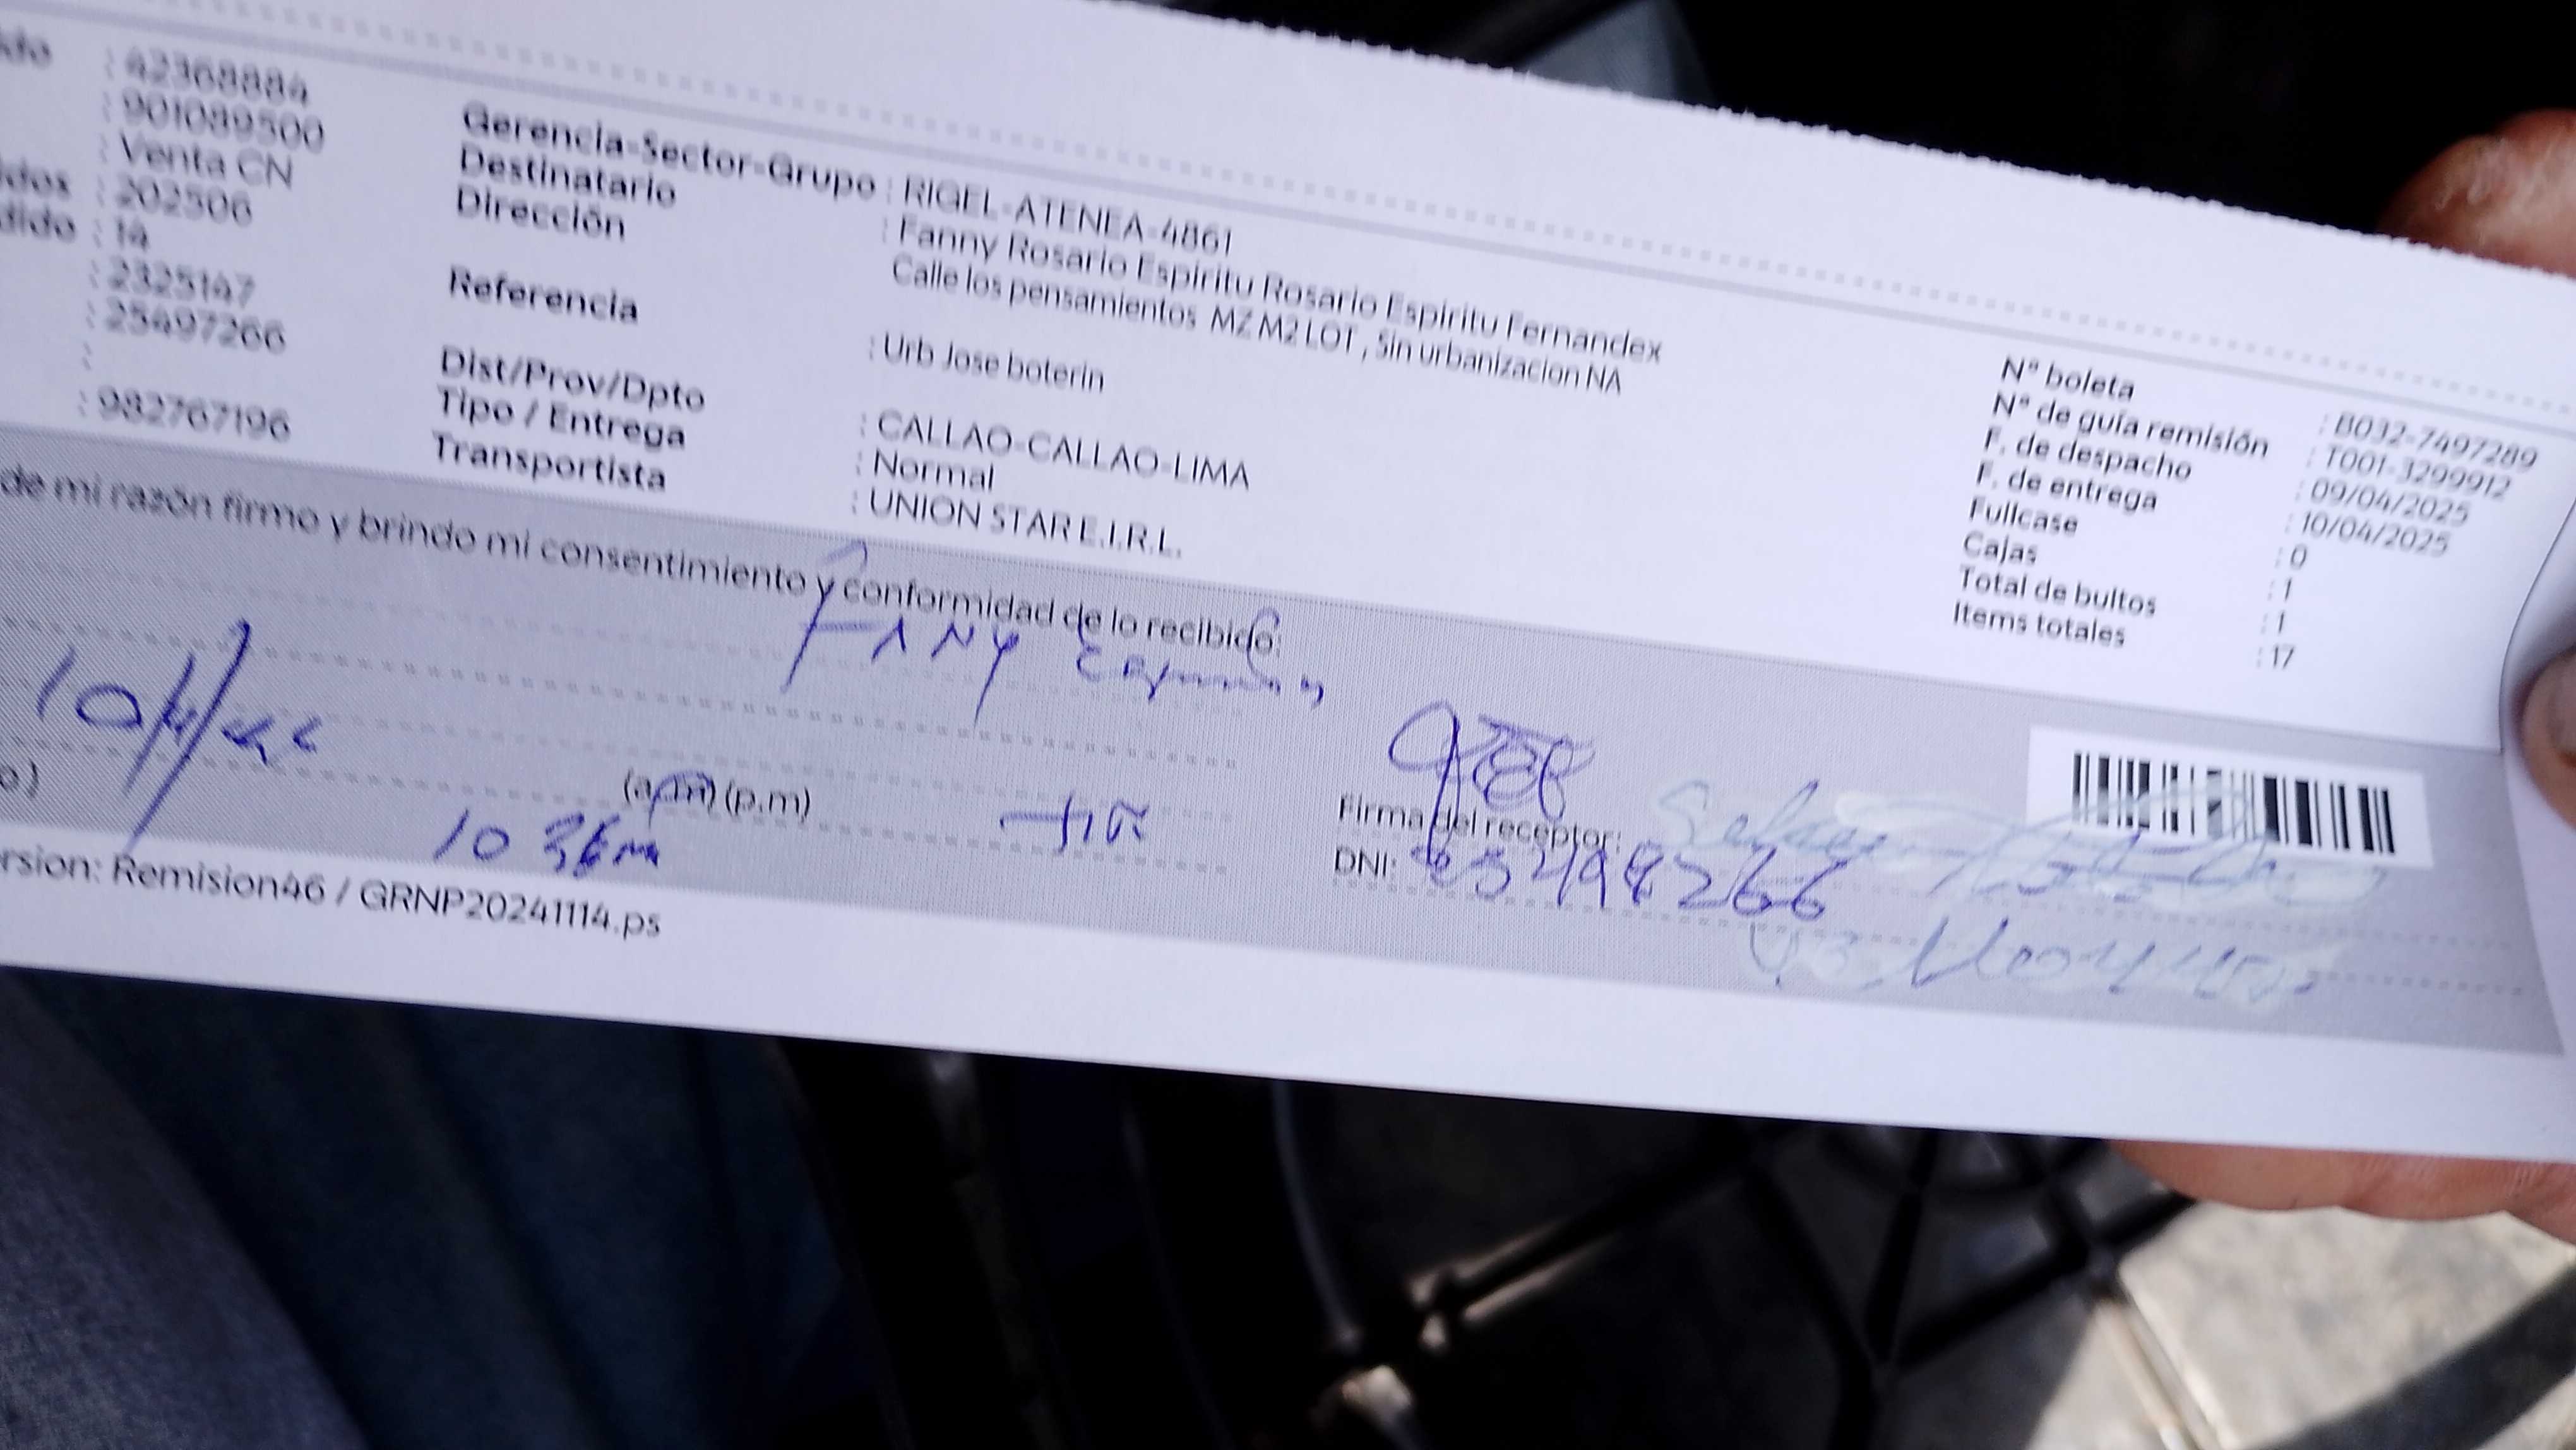 : 42368884
: 901089500
: Venta CN
: 202506
: 14
: 2325147
: 25497266
:
: 982767196
Gerencia-Sector-Grupo : RIGEL-ATENEA-4861
Destinatario : Fanny Rosario Espiritu Rosario Espiritu Fernandex
Dirección Calle los pensamientos MZ M2 LOT , Sin urbanizacion NA
Referencia : Urb Jose boterin
Dist/Prov/Dpto : CALLAO-CALLAO-LIMA
Tipo / Entrega : Normal
Transportista : UNION STAR E.I.R.L.
N° boleta : B032-7497289
N° de guía remisión : T001-3299912
F. de despacho : 09/04/2025
F. de entrega : 10/04/2025
Fullcase : 0
Cajas : 1
Total de bultos : 1
Items totales : 17
de mi razón firmo y brindo mi consentimiento y conformidad de lo recibido:
FANY
(a.m) (p.m)
10 36m
Firma del receptor:
DNI: 25498266
rsion: Remision46 / GRNP20241114.ps